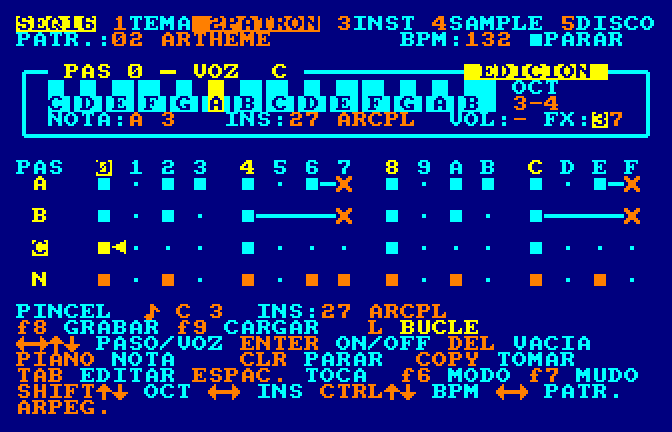 SEQ16 1TEMA 2PATRON 3INST 4SAMPLE 5DISCO
PATR.:02 ARTHEME BPM:132 ■PARAR
PAS 0 — VOZ C EDICION
C D E F G A B C D E F G A B OCT
3-4
NOTA:A 3 INS:27 ARCPL VOL:- FX:37
PAS 0 1 2 3 4 5 6 7 8 9 A B C D E F
A
B
C
N
PINCEL ♪ C 3 INS:27 ARCPL
f8 GRABAR f9 CARGAR L BUCLE
↔↑↓ PASO/VOZ ENTER ON/OFF DEL VACIA
PIANO NOTA CLR PARAR COPY TOMAR
TAB EDITAR ESPAC. TOCA f6 MODO f7 MUDO
SHIFT↑↓ OCT ↔ INS CTRL↑↓ BPM ↔ PATR.
ARPEG.